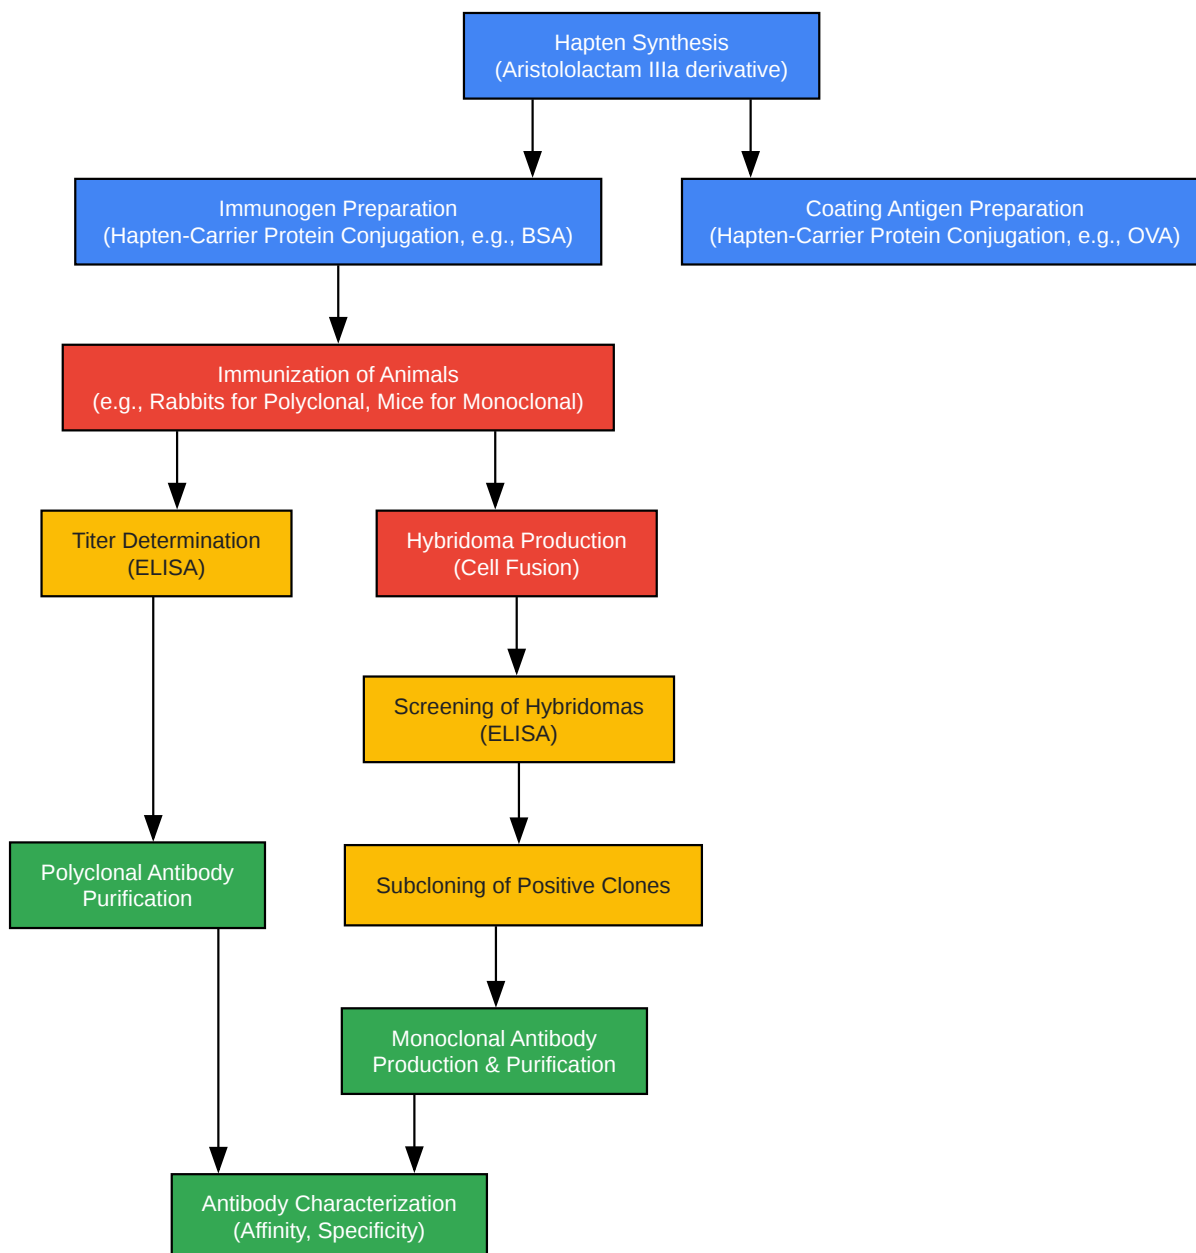 Hapten Synthesis
(Aristololactam IIIa derivative)
Immunogen Preparation
(Hapten-Carrier Protein Conjugation, e.g., BSA)
Coating Antigen Preparation
(Hapten-Carrier Protein Conjugation, e.g., OVA)
Immunization of Animals
(e.g., Rabbits for Polyclonal, Mice for Monoclonal)
Titer Determination
(ELISA)
Hybridoma Production
(Cell Fusion)
Screening of Hybridomas
(ELISA)
Polyclonal Antibody
Purification
Subcloning of Positive Clones
Monoclonal Antibody
Production & Purification
Antibody Characterization
(Affinity, Specificity)